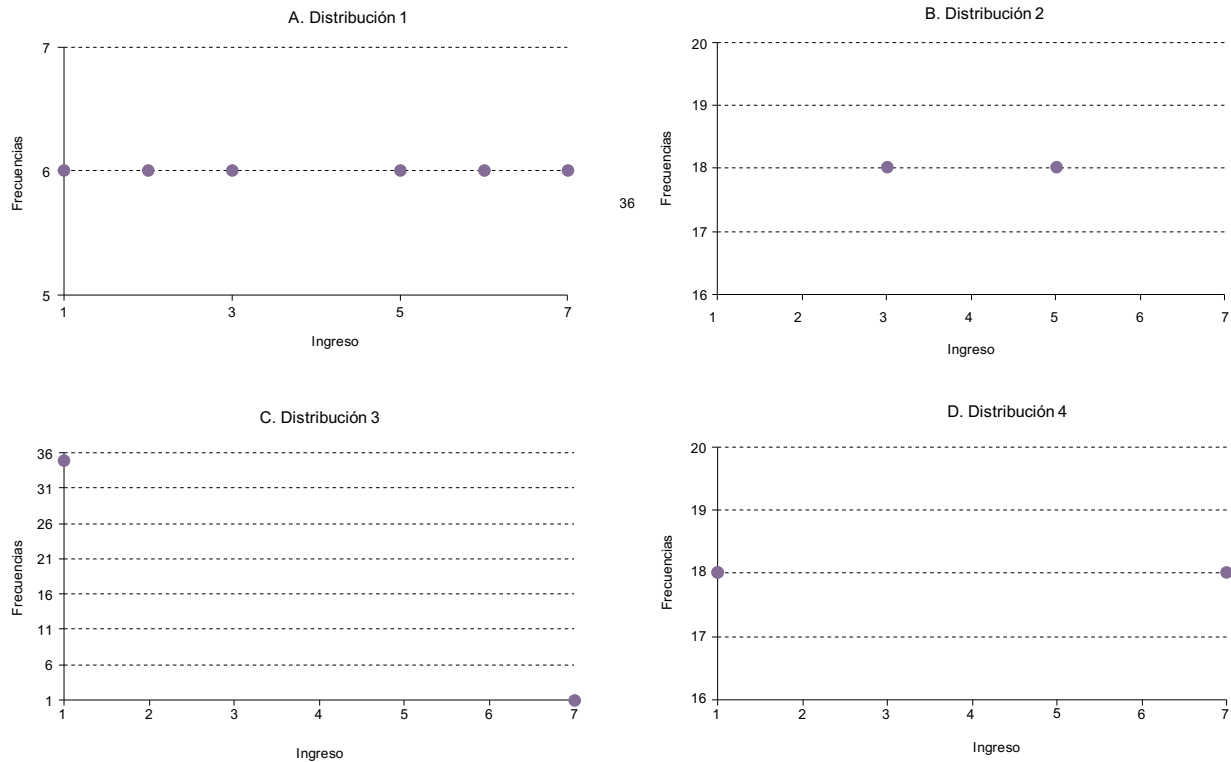 A. Distribución 1
7
6
5
Frecuencias
1 3 5 7
Ingreso
36
B. Distribución 2
20
19
18
17
16
Frecuencias
1 2 3 4 5 6 7
Ingreso
C. Distribución 3
36
31
26
21
16
11
6
1
Frecuencias
1 2 3 4 5 6 7
Ingreso
D. Distribución 4
20
19
18
17
16
Frecuencias
1 2 3 4 5 6 7
Ingreso